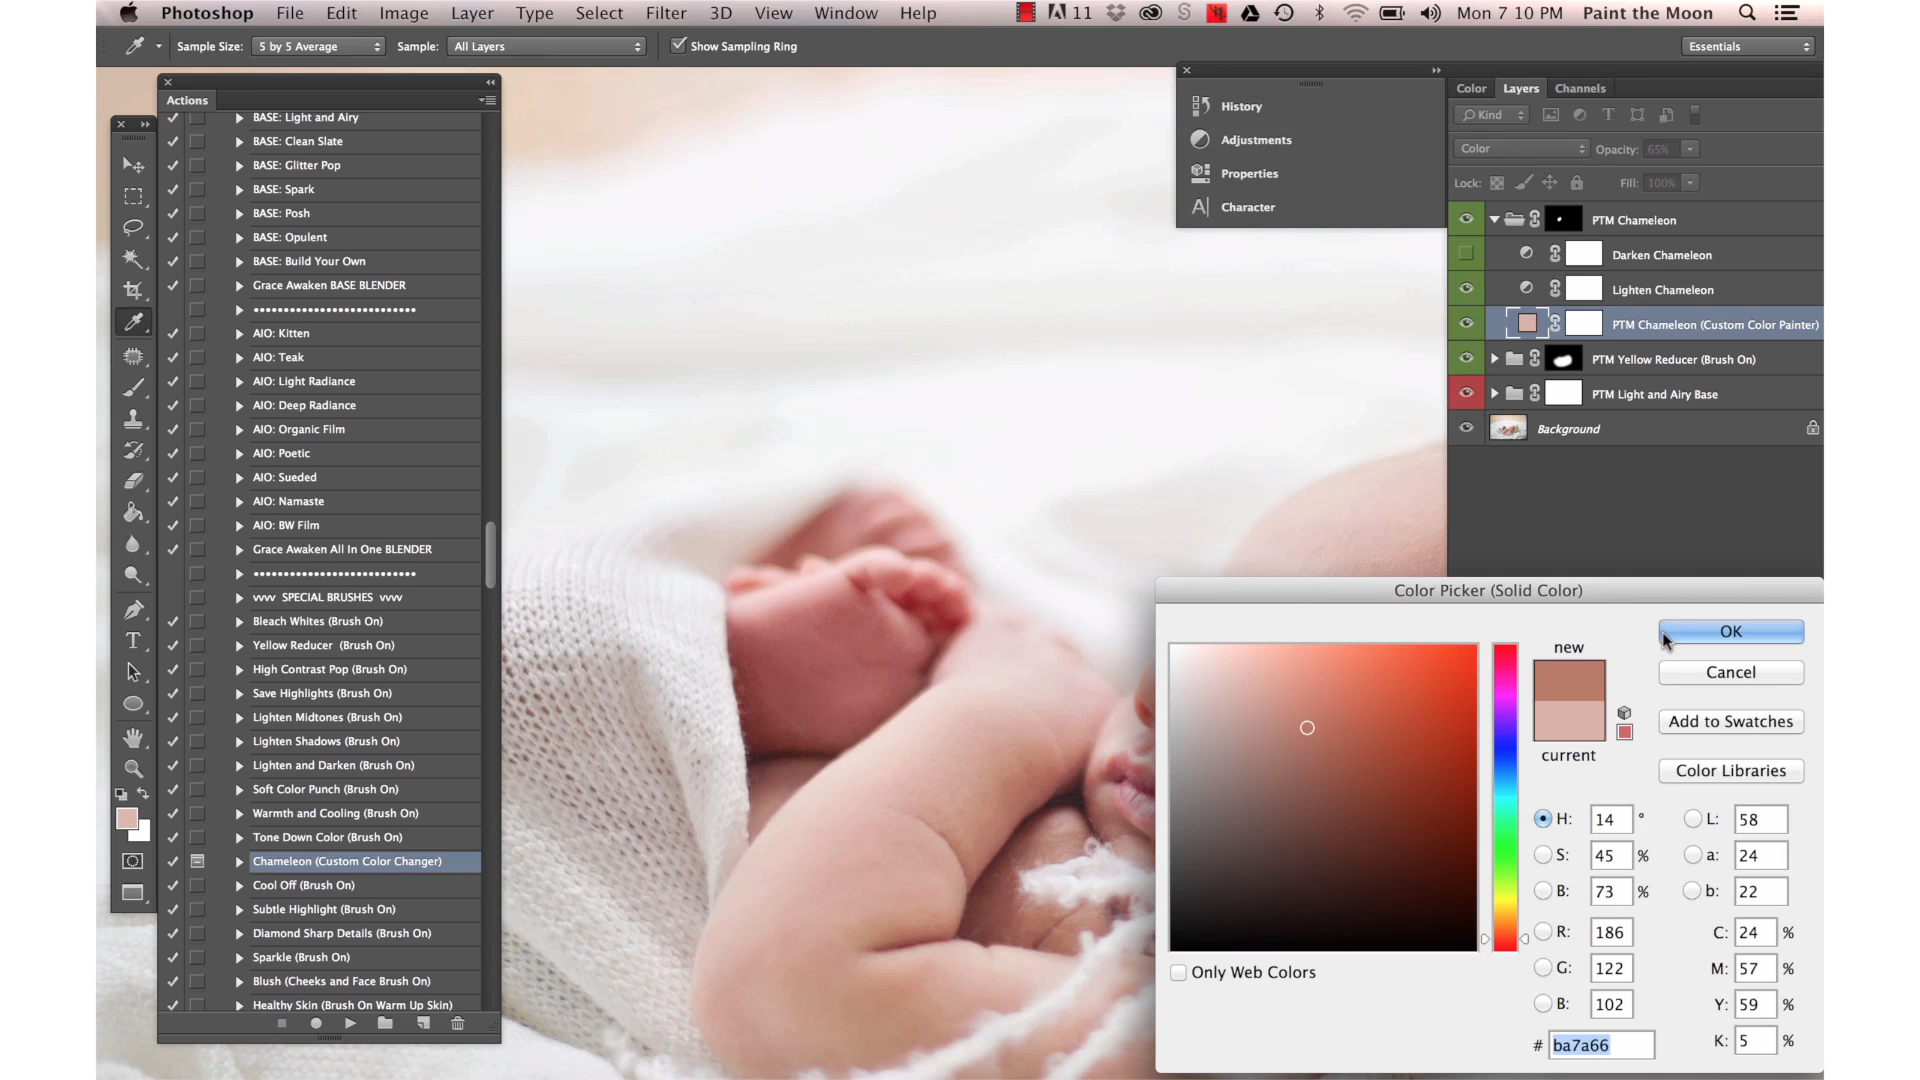 Photoshop File Edit Image Layer Type Select Filter 3D View Window Help 11 Mon 7 10 PM Paint the Moon
Sample Size: 5 by 5 Average Sample: All Layers Show Sampling Ring Essentials
Actions
BASE: Light and Airy
BASE: Clean Slate
BASE: Glitter Pop
BASE: Spark
BASE: Posh
BASE: Opulent
BASE: Build Your Own
Grace Awaken BASE BLENDER
••••••••••••••••••••••••••••
AIO: Kitten
AIO: Teak
AIO: Light Radiance
AIO: Deep Radiance
AIO: Organic Film
AIO: Poetic
AIO: Sueded
AIO: Namaste
AIO: BW Film
Grace Awaken All In One BLENDER
••••••••••••••••••••••••••••
vvvv SPECIAL BRUSHES vvvv
Bleach Whites (Brush On)
Yellow Reducer (Brush On)
High Contrast Pop (Brush On)
Save Highlights (Brush On)
Lighten Midtones (Brush On)
Lighten Shadows (Brush On)
Lighten and Darken (Brush On)
Soft Color Punch (Brush On)
Warmth and Cooling (Brush On)
Tone Down Color (Brush On)
Chameleon (Custom Color Changer)
Cool Off (Brush On)
Subtle Highlight (Brush On)
Diamond Sharp Details (Brush On)
Sparkle (Brush On)
Blush (Cheeks and Face Brush On)
Healthy Skin (Brush On Warm Up Skin)
History
Adjustments
Properties
Character
Color Layers Channels
Kind
Color Opacity: 65%
Lock: Fill: 100%
PTM Chameleon
Darken Chameleon
Lighten Chameleon
PTM Chameleon (Custom Color Painter)
PTM Yellow Reducer (Brush On)
PTM Light and Airy Base
Background
Color Picker (Solid Color)
new
current
OK
Cancel
Add to Swatches
Color Libraries
H: 14 ° L: 58
S: 45 % a: 24
B: 73 % b: 22
R: 186 C: 24 %
G: 122 M: 57 %
B: 102 Y: 59 %
# ba7a66 K: 5 %
Only Web Colors